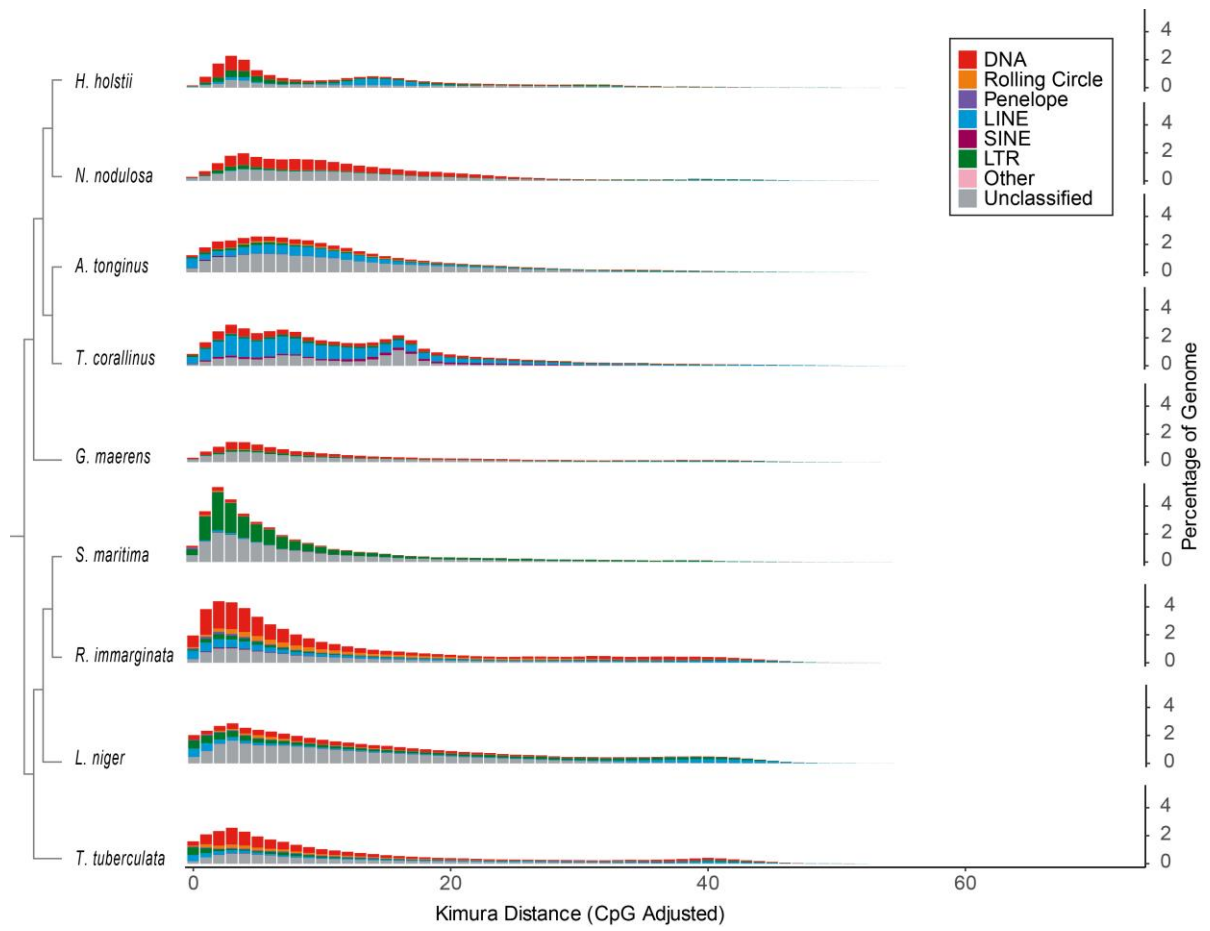 4
2
0
H. holstii
DNA
Rolling Circle
Penelope
LINE
SINE
LTR
Other
Unclassified
4
2
0
N. nodulosa
4
2
0
A. tonginus
4
2
0
T. corallinus
4
2
0
G. maerens
4
2
0
S. maritima
4
2
0
R. immarginata
4
2
0
L. niger
4
2
0
T. tuberculata
Percentage of Genome
0 20 40 60
Kimura Distance (CpG Adjusted)